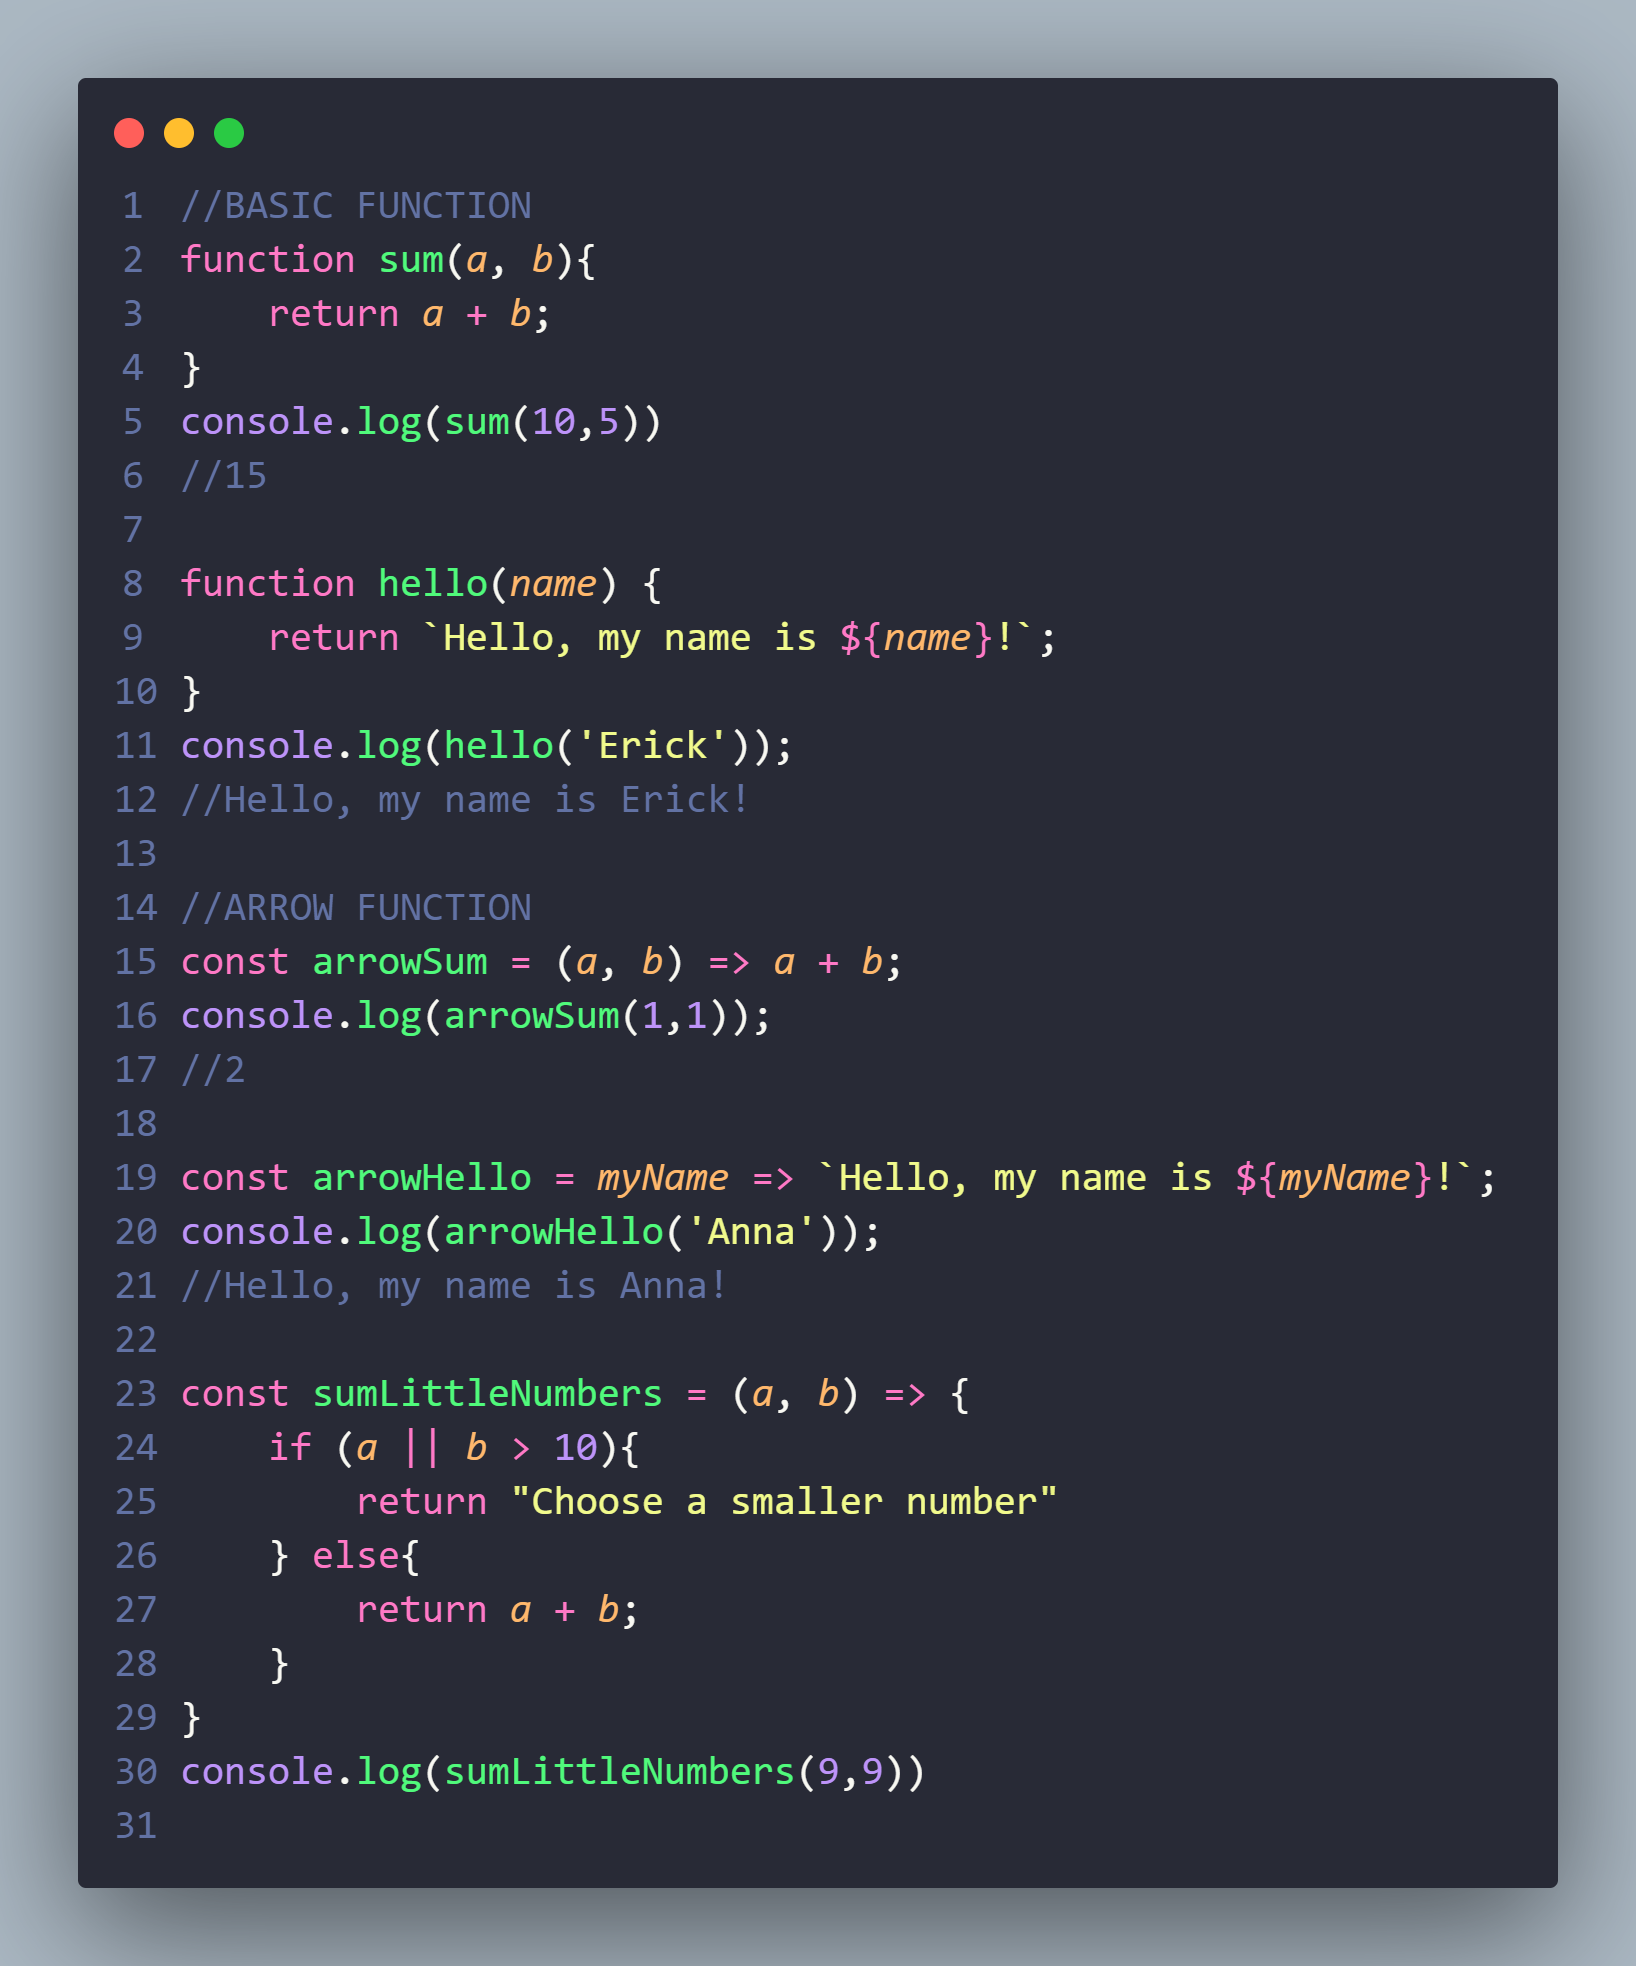 1 //BASIC FUNCTION
2 function sum(a, b){
3     return a + b;
4 }
5 console.log(sum(10,5))
6 //15
7
8 function hello(name) {
9     return `Hello, my name is ${name}!`;
10 }
11 console.log(hello('Erick'));
12 //Hello, my name is Erick!
13
14 //ARROW FUNCTION
15 const arrowSum = (a, b) => a + b;
16 console.log(arrowSum(1,1));
17 //2
18
19 const arrowHello = myName => `Hello, my name is ${myName}!`;
20 console.log(arrowHello('Anna'));
21 //Hello, my name is Anna!
22
23 const sumLittleNumbers = (a, b) => {
24     if (a || b > 10){
25         return "Choose a smaller number"
26     } else{
27         return a + b;
28     }
29 }
30 console.log(sumLittleNumbers(9,9))
31